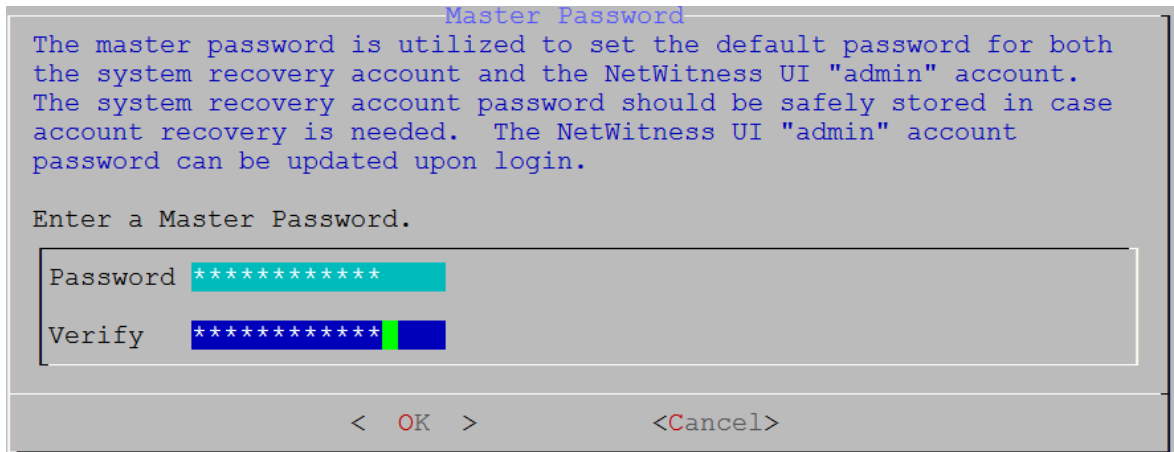 Master Password
The master password is utilized to set the default password for both
the system recovery account and the NetWitness UI "admin" account.
The system recovery account password should be safely stored in case
account recovery is needed.  The NetWitness UI "admin" account
password can be updated upon login.
Enter a Master Password.
Password ************
Verify ************
< OK > <Cancel>